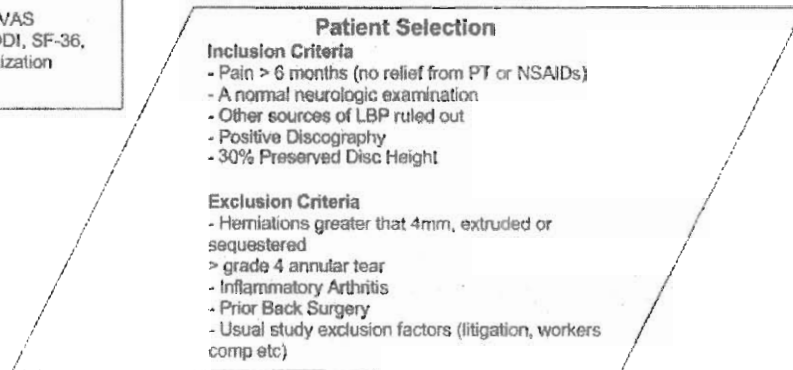 VAS
ODI, SF-36,
ization
Patient Selection
Inclusion Criteria
- Pain > 6 months (no relief from PT or NSAIDs)
- A normal neurologic examination
- Other sources of LBP ruled out
- Positive Discography
- 30% Preserved Disc Height
Exclusion Criteria
- Herniations greater that 4mm, extruded or
sequestered
> grade 4 annular tear
- Inflammatory Arthritis
- Prior Back Surgery
- Usual study exclusion factors (litigation, workers
comp etc)